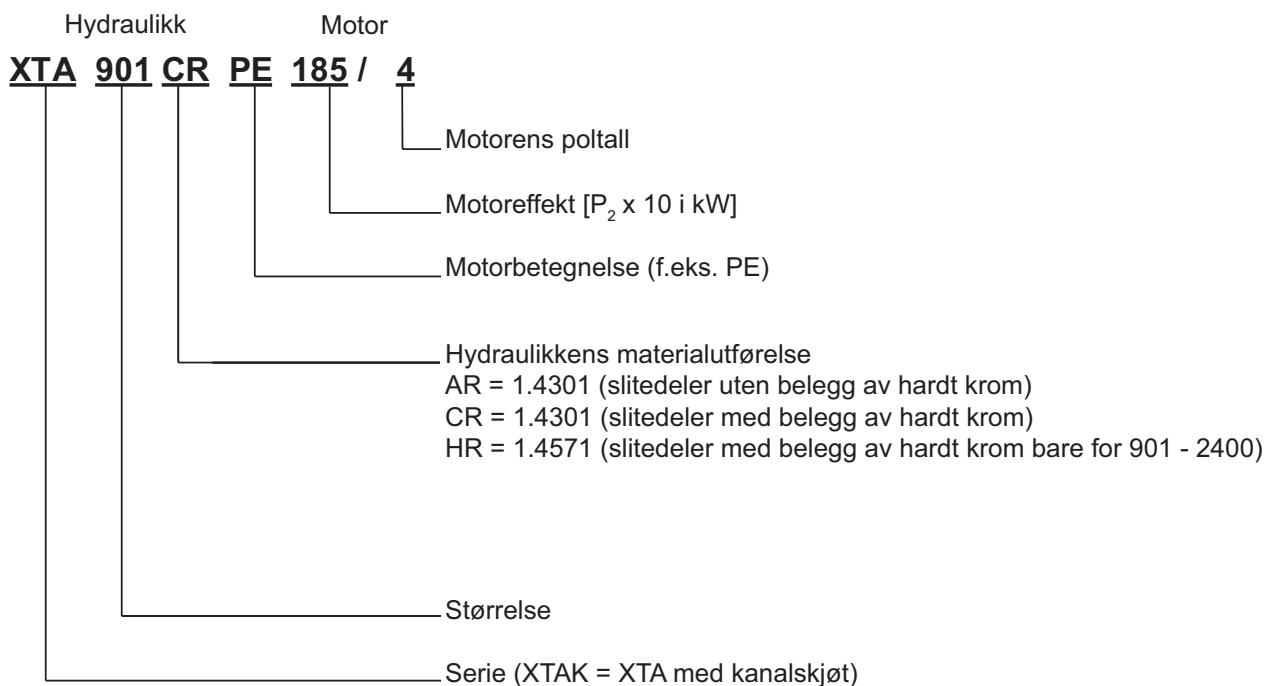 Hydraulikk Motor
XTA 901 CR PE 185 / 4
Motorens poltall
Motoreffekt [P₂ x 10 i kW]
Motorbetegnelse (f.eks. PE)
Hydraulikkens materialutførelse
AR = 1.4301 (slitedeler uten belegg av hardt krom)
CR = 1.4301 (slitedeler med belegg av hardt krom)
HR = 1.4571 (slitedeler med belegg av hardt krom bare for 901 - 2400)
Størrelse
Serie (XTAK = XTA med kanalskjøt)